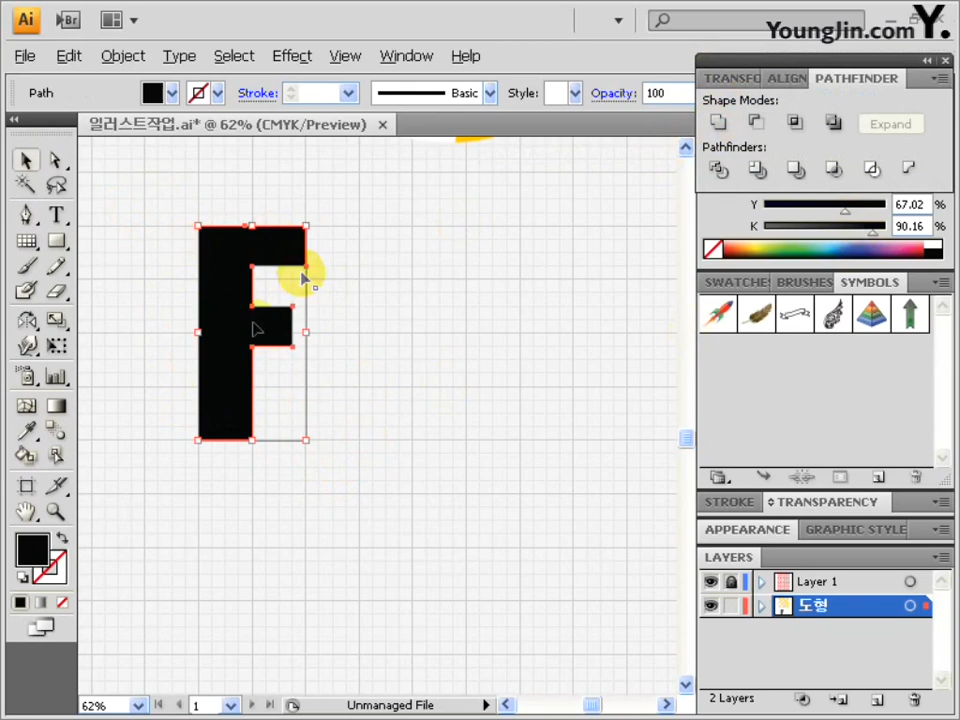 Ai Br
YoungJin.com Y.
File Edit Object Type Select Effect View Window Help
Path Stroke: Basic Style: Opacity: 100
일러스트작업.ai* @ 62% (CMYK/Preview)
TRANSFO ALIGN PATHFINDER
Shape Modes:
Expand
Pathfinders:
Y 67.02 %
K 90.16 %
SWATCHE BRUSHES SYMBOLS
F
STROKE TRANSPARENCY
APPEARANCE GRAPHIC STYLE
LAYERS
Layer 1
도형
2 Layers
62% 1 Unmanaged File